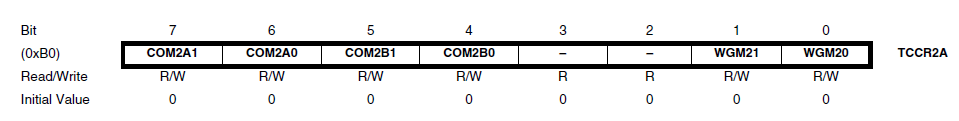 Bit 7 6 5 4 3 2 1 0
(0xB0) COM2A1 COM2A0 COM2B1 COM2B0 – – WGM21 WGM20 TCCR2A
Read/Write R/W R/W R/W R/W R R R/W R/W
Initial Value 0 0 0 0 0 0 0 0